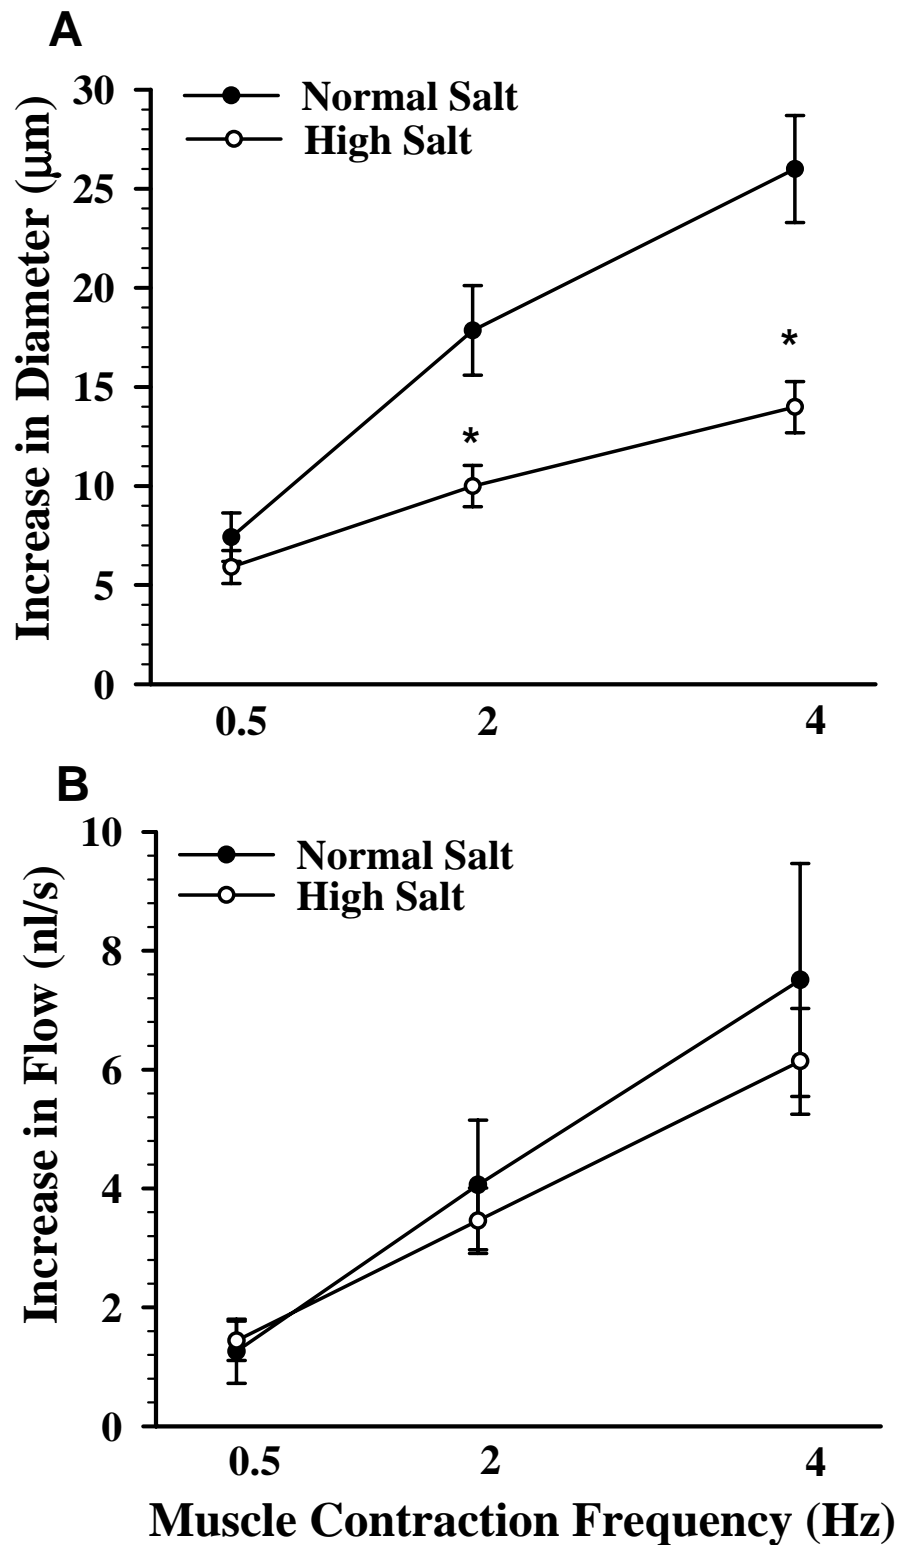 A
Normal Salt
High Salt
Increase in Diameter (μm)
30
25
20
15
10
5
0
*
*
0.5 2 4
B
Normal Salt
High Salt
Increase in Flow (nl/s)
10
8
6
4
2
0
0.5 2 4
Muscle Contraction Frequency (Hz)